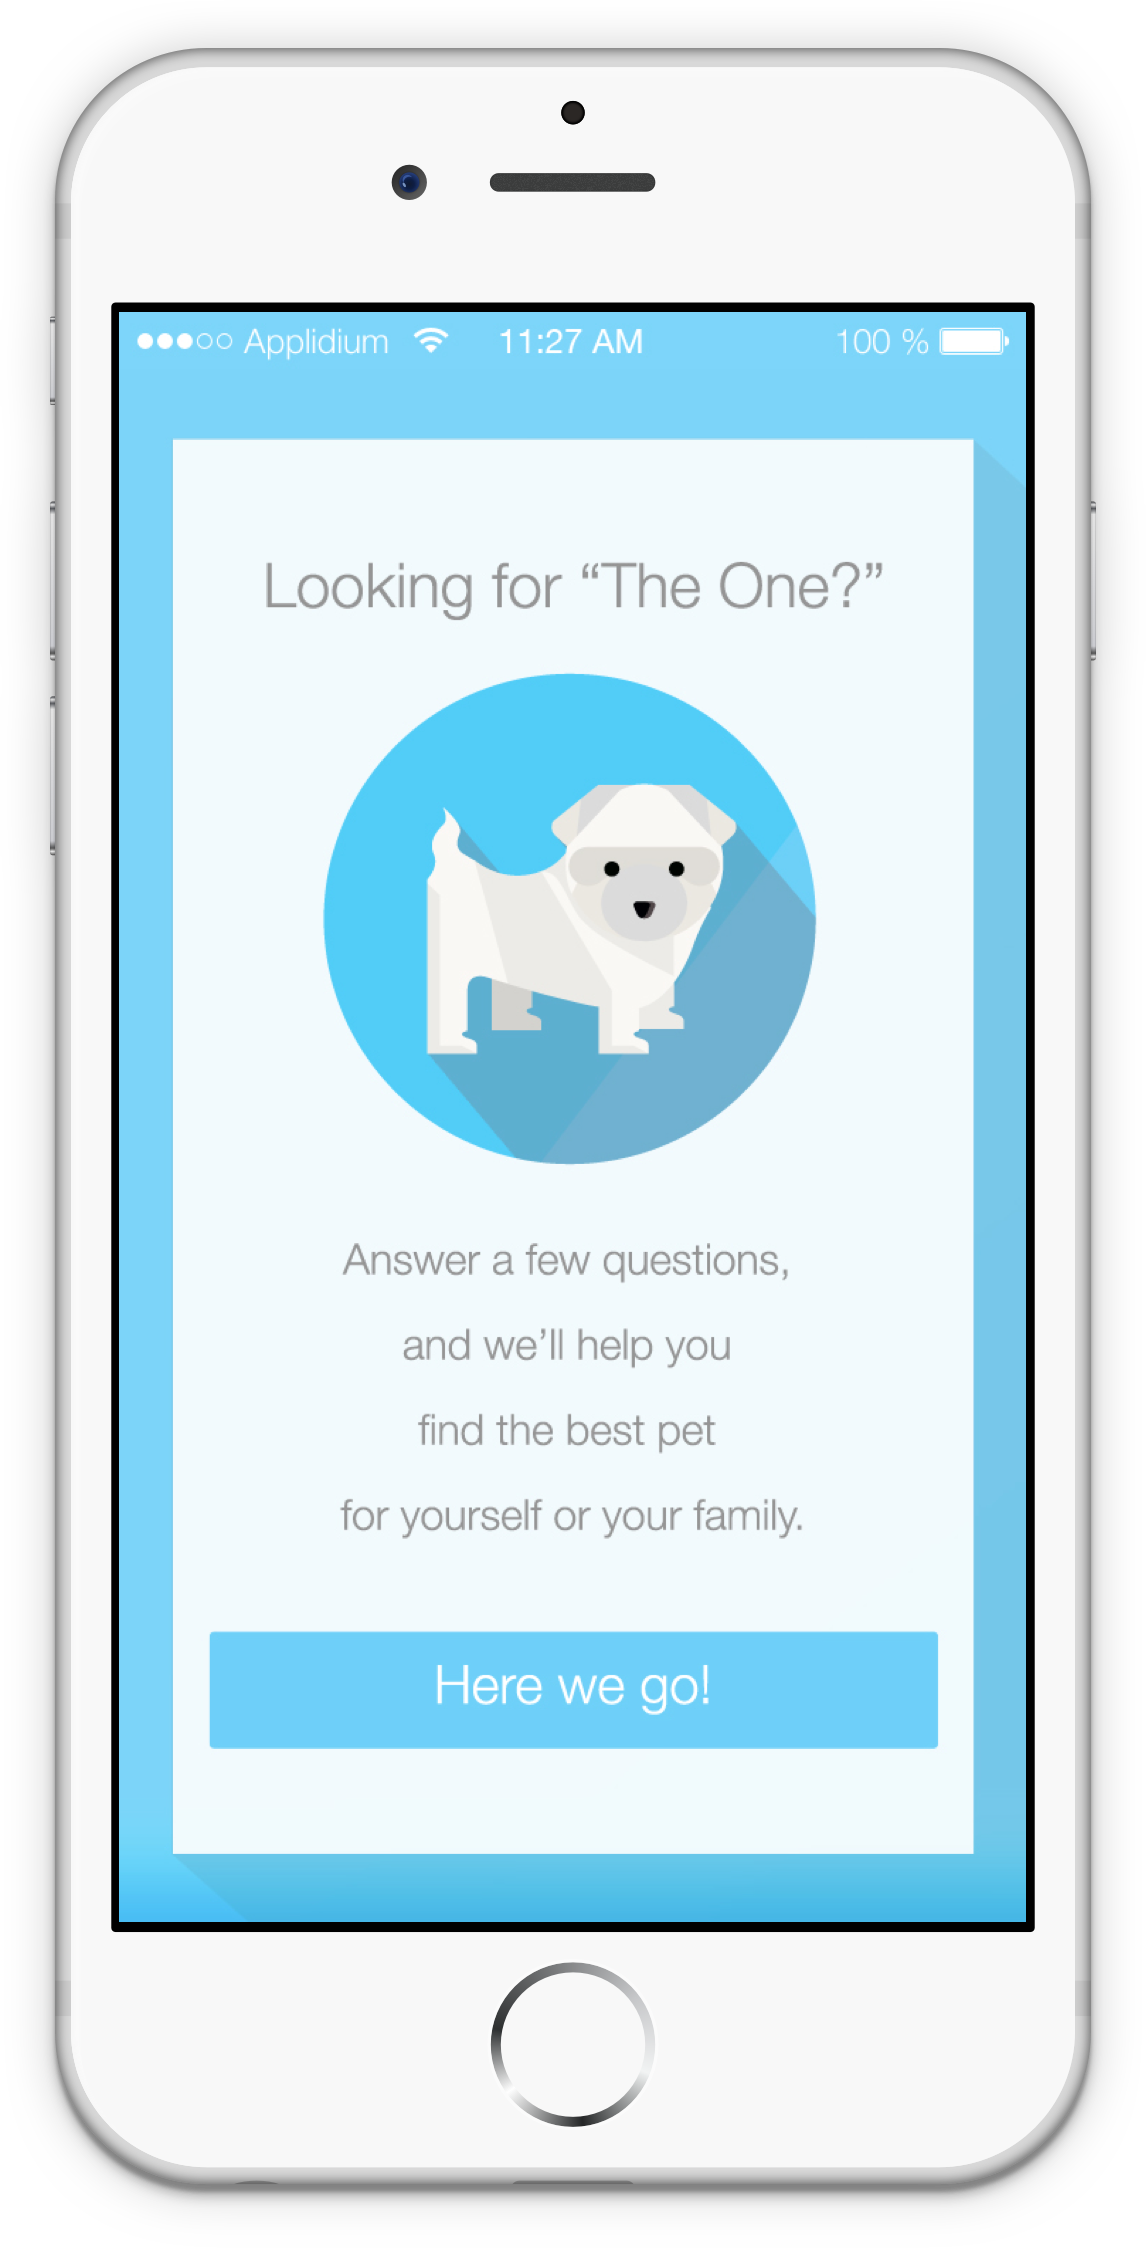 Applidium 11:27 AM 100 %
Looking for “The One?”
Answer a few questions,
and we’ll help you
find the best pet
for yourself or your family.
Here we go!